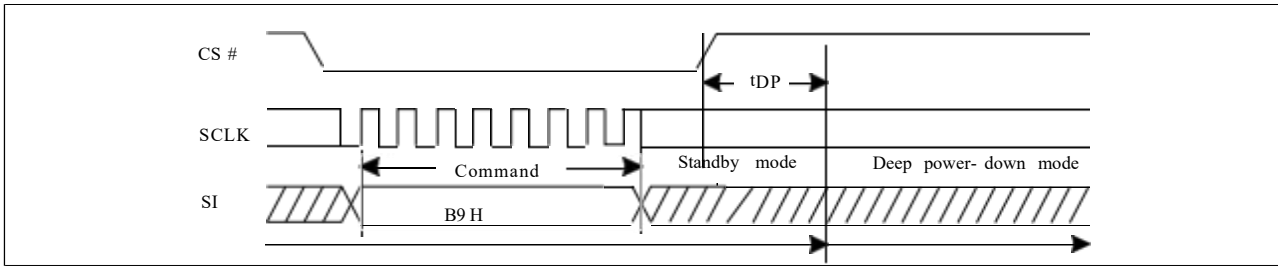 CS #
tDP
SCLK
Command
Standby mode
Deep power- down mode
SI
B9 H